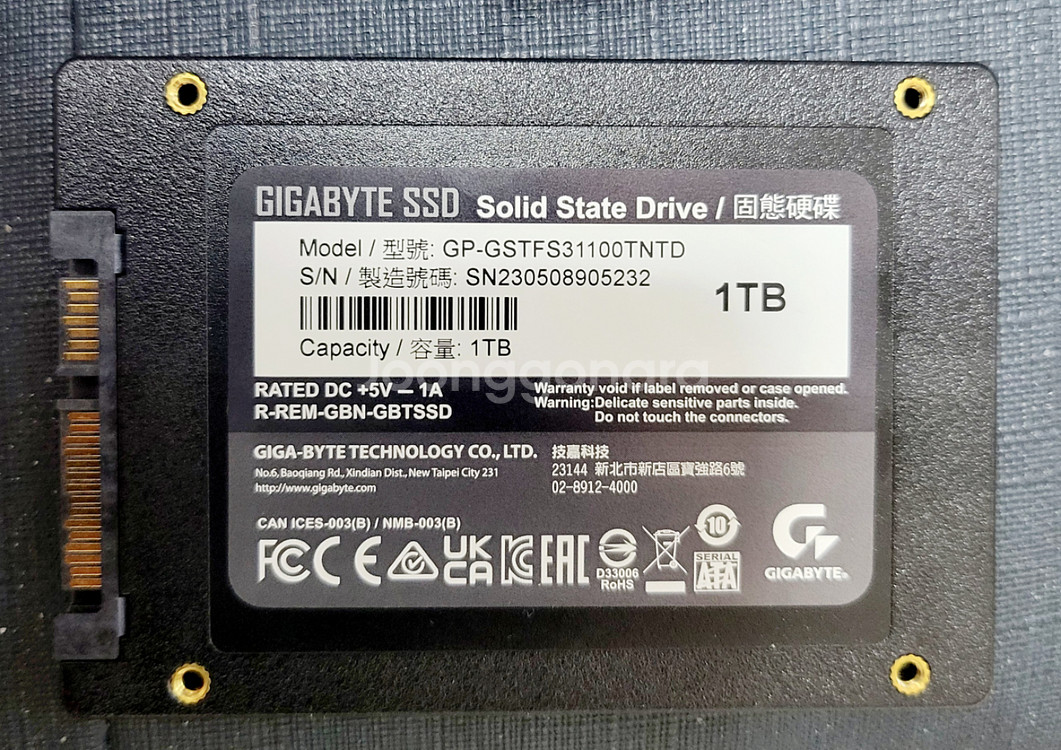 GIGABYTE SSD Solid State Drive / 固態硬碟
Model / 型號: GP-GSTFS31100TNTD
S/N / 製造號碼: SN230508905232
1TB
Capacity / 容量: 1TB
Joonggonara
RATED DC +5V ⎓ 1A
R-REM-GBN-GBTSSD
Warranty void if label removed or case opened.
Warning:Delicate sensitive parts inside.
Do not touch the connectors.
GIGA-BYTE TECHNOLOGY CO., LTD.
No.6, Baoqiang Rd., Xindian Dist., New Taipei City 231
http://www.gigabyte.com
技嘉科技
23144 新北市新店區寶強路6號
02-8912-4000
CAN ICES-003(B) / NMB-003(B)
FC CE UK CA EAC
D33006
RoHS
10
SERIAL
ATA
GIGABYTE™